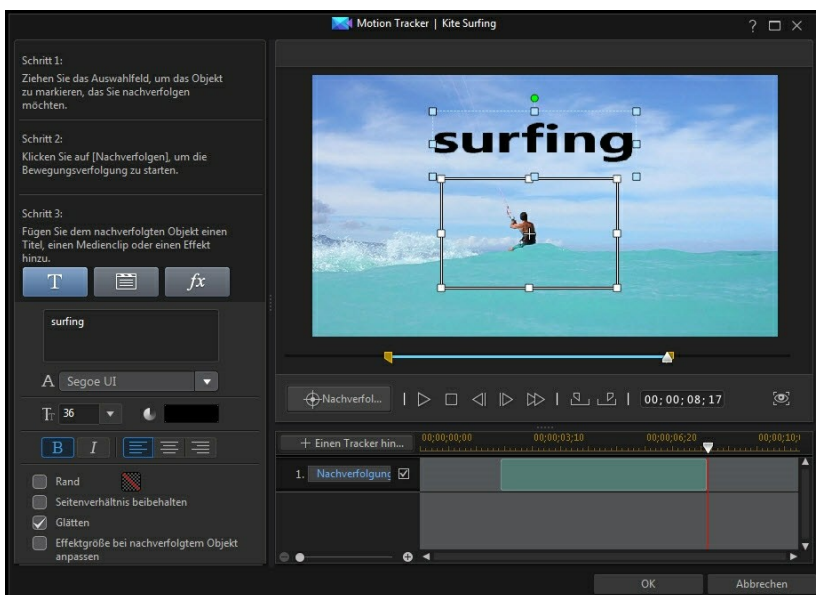 Motion Tracker | Kite Surfing
Schritt 1:
Ziehen Sie das Auswahlfeld, um das Objekt
zu markieren, das Sie nachverfolgen
möchten.
Schritt 2:
Klicken Sie auf [Nachverfolgen], um die
Bewegungsverfolgung zu starten.
Schritt 3:
Fügen Sie dem nachverfolgten Objekt einen
Titel, einen Medienclip oder einen Effekt
hinzu.
T fx
surfing
A Segoe UI
36
B I
Rand
Seitenverhältnis beibehalten
Glätten
Effektgröße bei nachverfolgtem Objekt
anpassen
surfing
Nachverfol... 00; 00; 08; 17
+ Einen Tracker hin... 00;00;00;00 00;00;03;10 00;00;06;20 00;00;10;
1. Nachverfolgung
OK Abbrechen